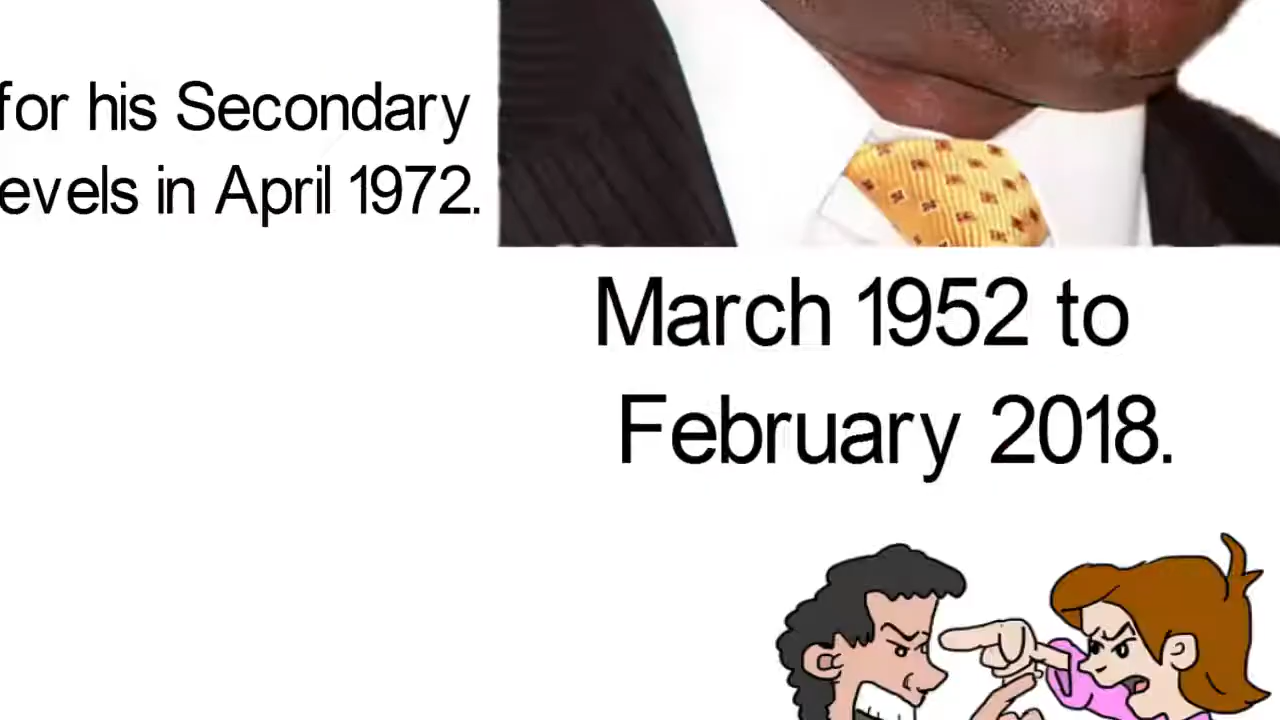 for his Secondary
evels in April 1972.
March 1952 to
February 2018.